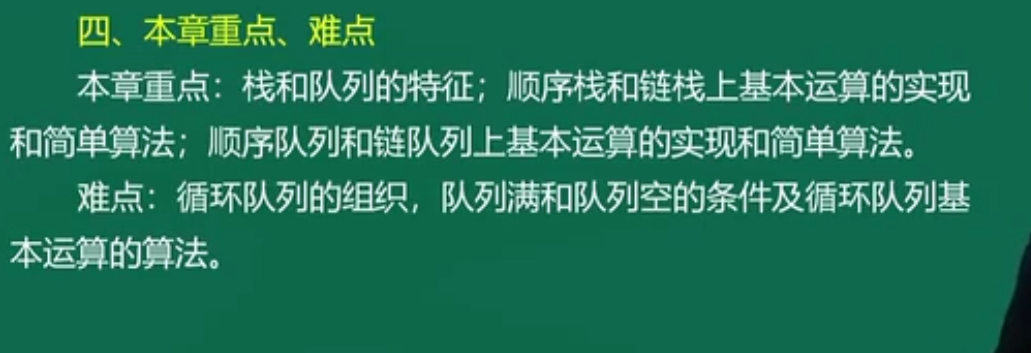 四、本章重点、难点
本章重点：栈和队列的特征；顺序栈和链栈上基本运算的实现
和简单算法；顺序队列和链队列上基本运算的实现和简单算法。
难点：循环队列的组织，队列满和队列空的条件及循环队列基
本运算的算法。